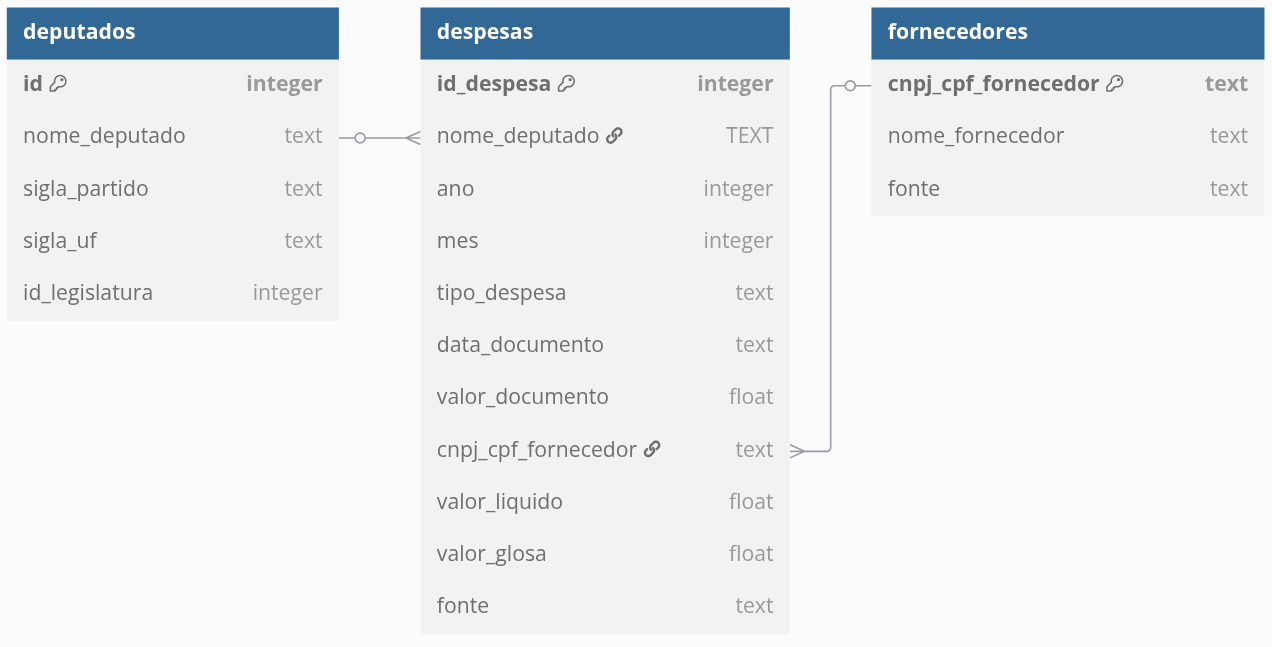 deputados
id integer
nome_deputado text
sigla_partido text
sigla_uf text
id_legislatura integer
despesas
id_despesa integer
nome_deputado TEXT
ano integer
mes integer
tipo_despesa text
data_documento text
valor_documento float
cnpj_cpf_fornecedor text
valor_liquido float
valor_glosa float
fonte text
fornecedores
cnpj_cpf_fornecedor text
nome_fornecedor text
fonte text